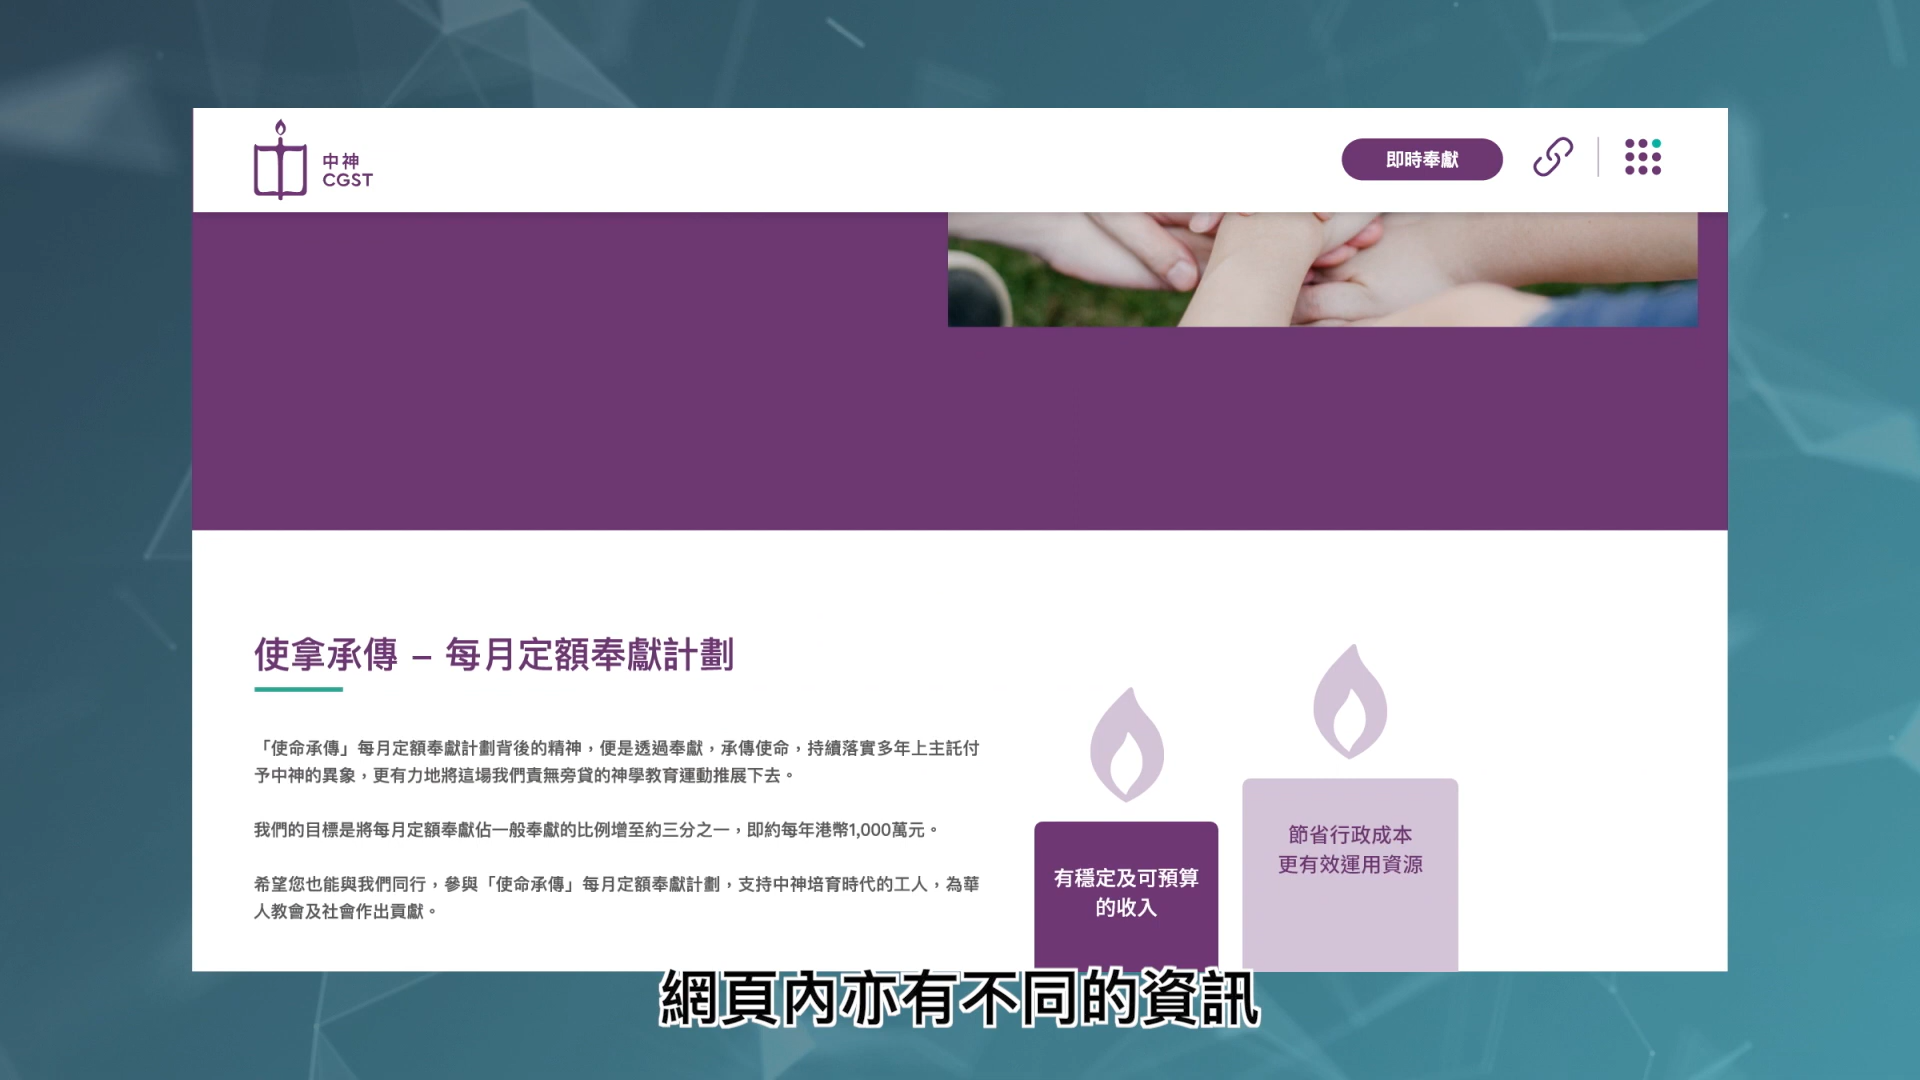 中神
CGST
即時奉獻
使拿承傳 – 每月定額奉獻計劃
「使命承傳」每月定額奉獻計劃背後的精神，便是透過奉獻，承傳使命，持續落實多年上主託付
予中神的異象，更有力地將這場我們責無旁貸的神學教育運動推展下去。
我們的目標是將每月定額奉獻佔一般奉獻的比例增至約三分之一，即約每年港幣1,000萬元。
希望您也能與我們同行，參與「使命承傳」每月定額奉獻計劃，支持中神培育時代的工人，為華
人教會及社會作出貢獻。
有穩定及可預算
的收入
節省行政成本
更有效運用資源
網頁內亦有不同的資訊